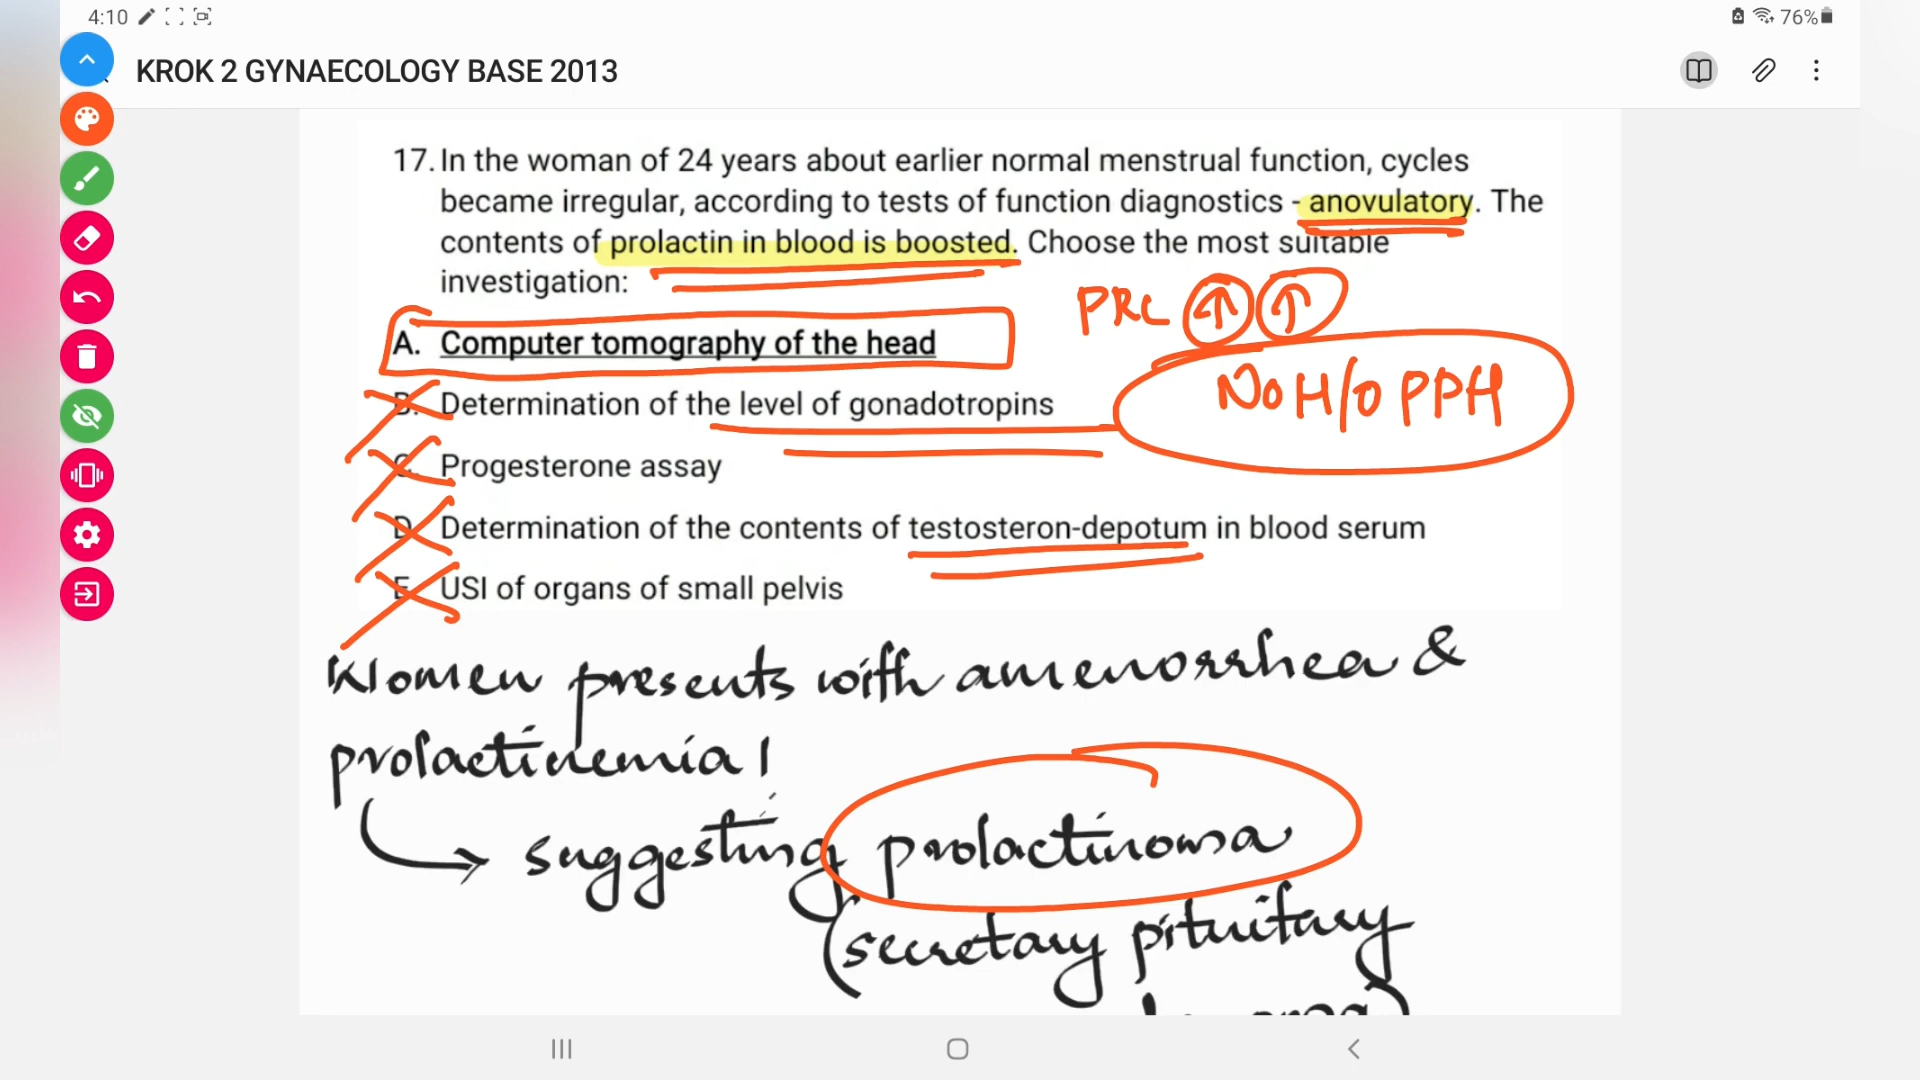 4:10
76%
KROK 2 GYNAECOLOGY BASE 2013
17. In the woman of 24 years about earlier normal menstrual function, cycles
became irregular, according to tests of function diagnostics - anovulatory. The
contents of prolactin in blood is boosted. Choose the most suitable
investigation:
PRL ↑ ↑
A. Computer tomography of the head
No H/o PPH
B. Determination of the level of gonadotropins
C. Progesterone assay
D. Determination of the contents of testosteron-depotum in blood serum
E. USI of organs of small pelvis
Women presents with amenorrhea &
prolactinemia!
→ suggesting prolactinoma
(secretary pituitary